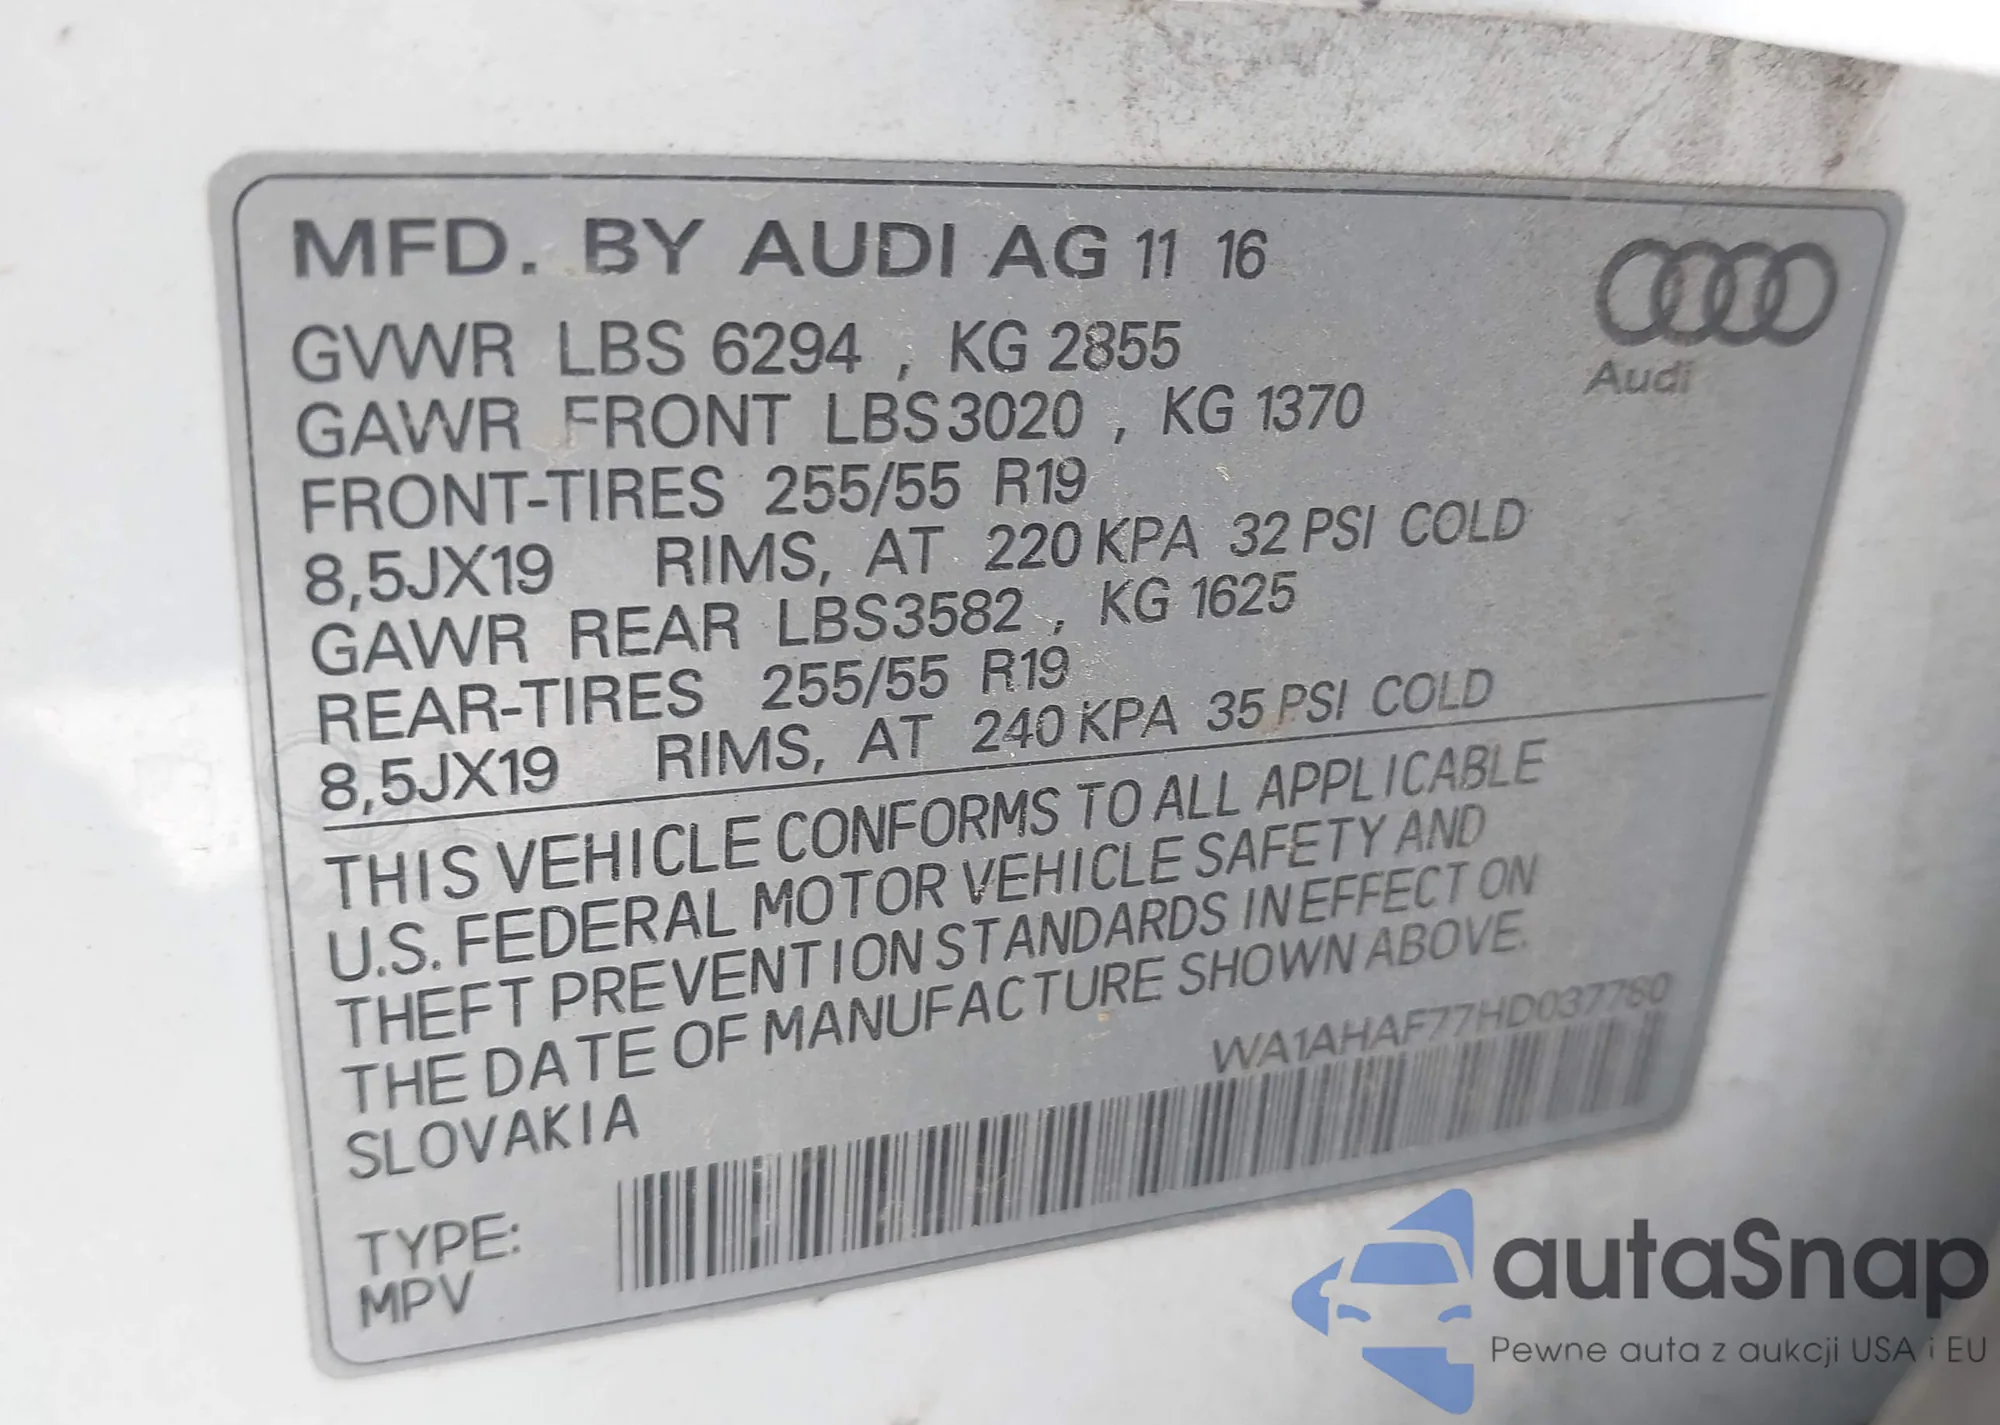 MFD. BY AUDI AG 11 16
Audi
GVWR LBS 6294 , KG 2855
GAWR FRONT LBS 3020 , KG 1370
FRONT-TIRES 255/55 R19
8,5JX19 RIMS, AT 220 KPA 32 PSI COLD
GAWR REAR LBS 3582 , KG 1625
REAR-TIRES 255/55 R19
8,5JX19 RIMS, AT 240 KPA 35 PSI COLD
THIS VEHICLE CONFORMS TO ALL APPLICABLE
U.S. FEDERAL MOTOR VEHICLE SAFETY AND
THEFT PREVENTION STANDARDS IN EFFECT ON
THE DATE OF MANUFACTURE SHOWN ABOVE.
SLOVAKIA
WA1AHAF77HD037780
TYPE:
MPV
autaSnap
Pewne auta z aukcji USA i EU